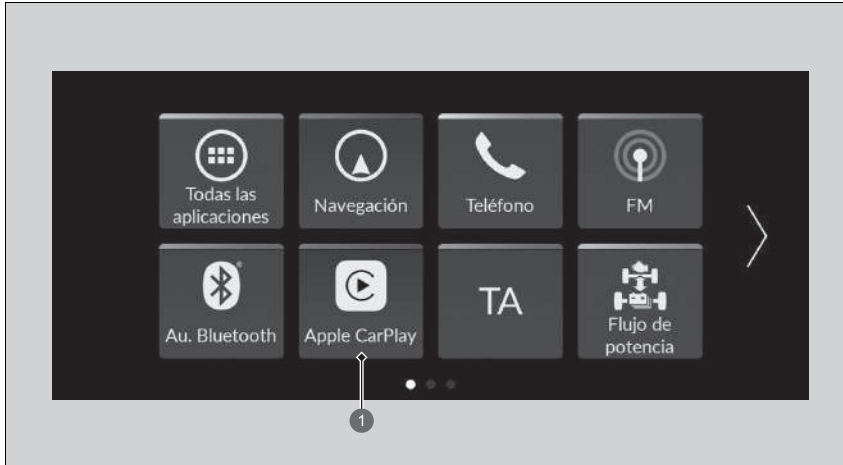 Todas las
aplicaciones
Navegación
Teléfono
FM
Au. Bluetooth
Apple CarPlay
TA
Flujo de
potencia
1